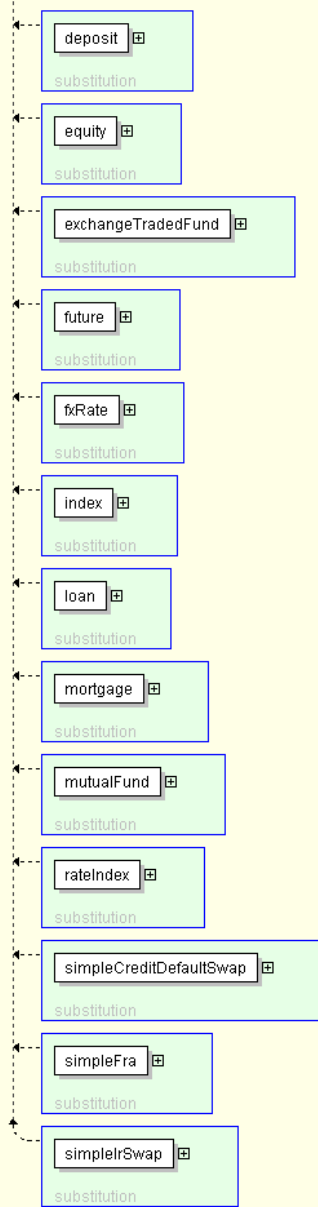 deposit
substitution
equity
substitution
exchangeTradedFund
substitution
future
substitution
fxRate
substitution
index
substitution
loan
substitution
mortgage
substitution
mutualFund
substitution
rateIndex
substitution
simpleCreditDefaultSwap
substitution
simpleFra
substitution
simpleIrSwap
substitution